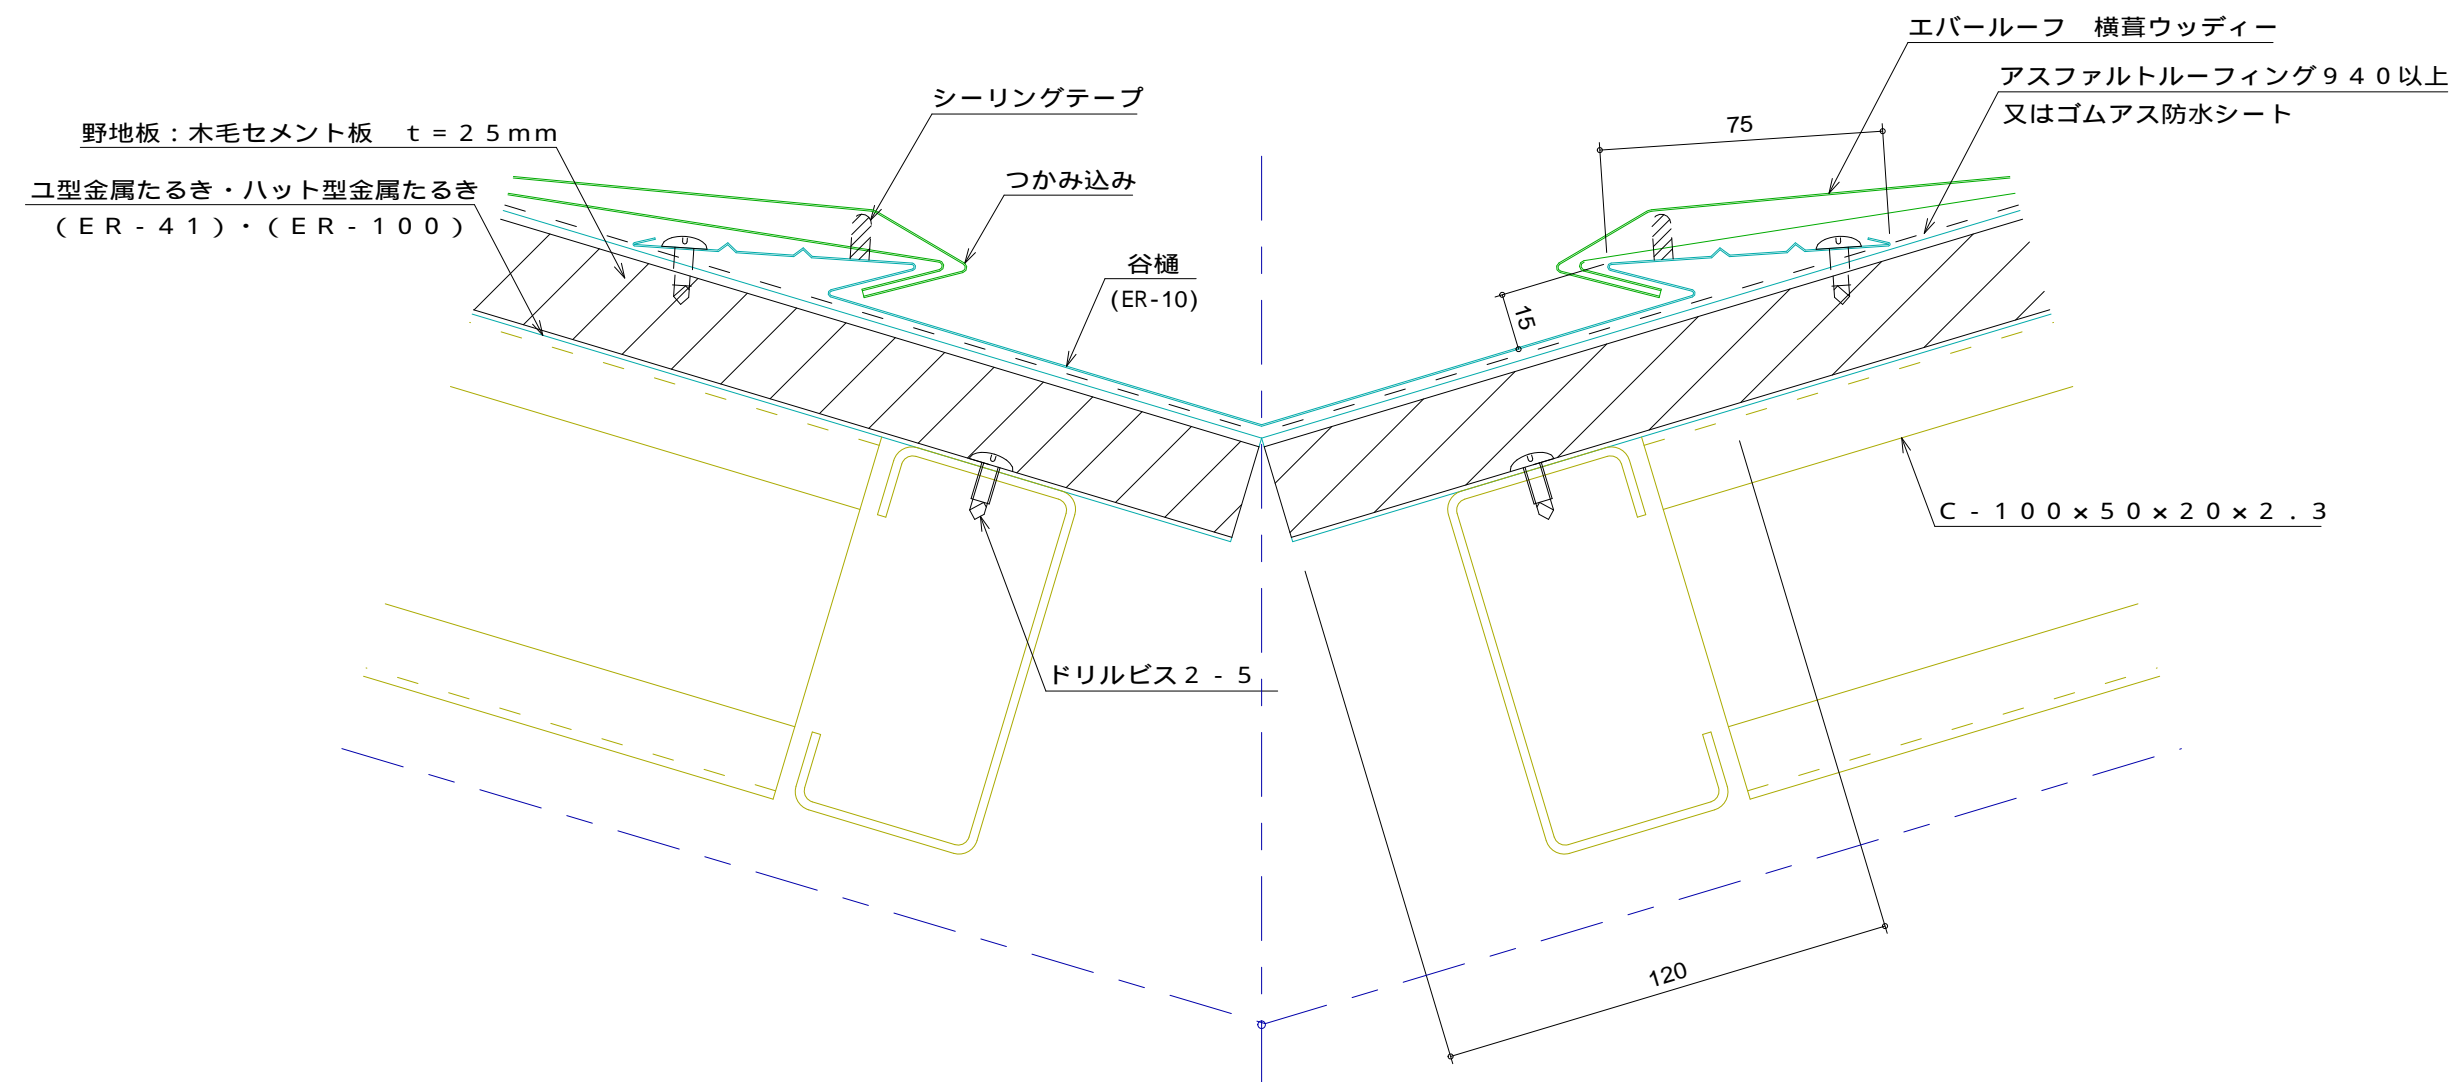 エバールーフ　横葺ウッディー
アスファルトルーフィング９４０以上
又はゴムアス防水シート
シーリングテープ
野地板：木毛セメント板　ｔ＝２５ｍｍ
75
つかみ込み
ユ型金属たるき・ハット型金属たるき
（ＥＲ－４１）・（ＥＲ－１００）
谷樋
(ER-10)
15
Ｃ－１００×５０×２０×２．３
ドリルビス２－５
120